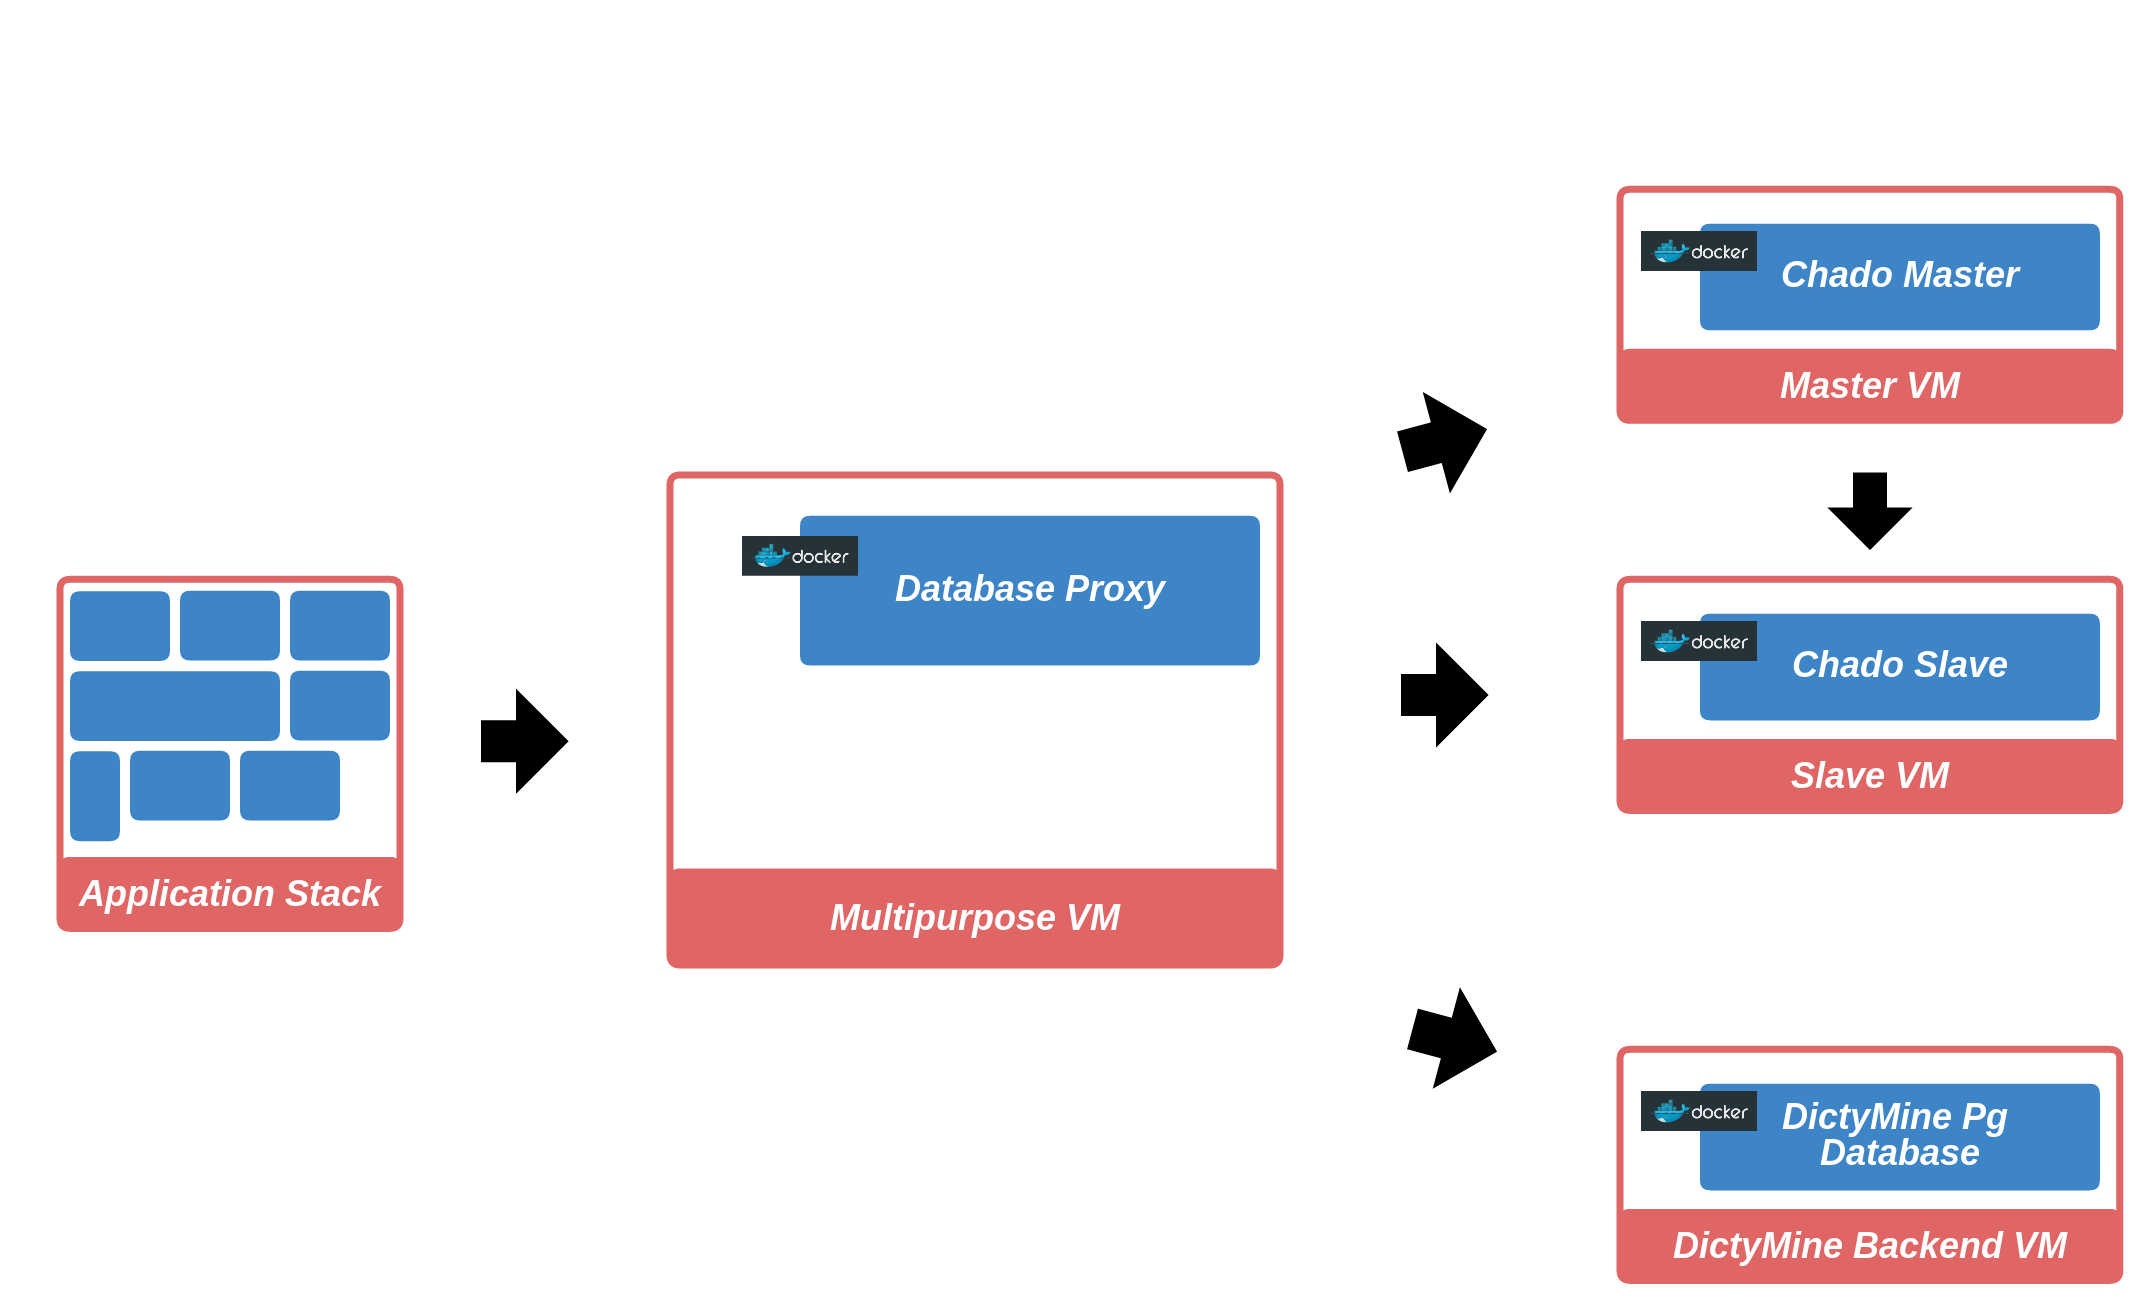 docker
Chado Master
Master VM
docker
Database Proxy
docker
Chado Slave
Slave VM
Application Stack
Multipurpose VM
docker
DictyMine Pg
Database
DictyMine Backend VM